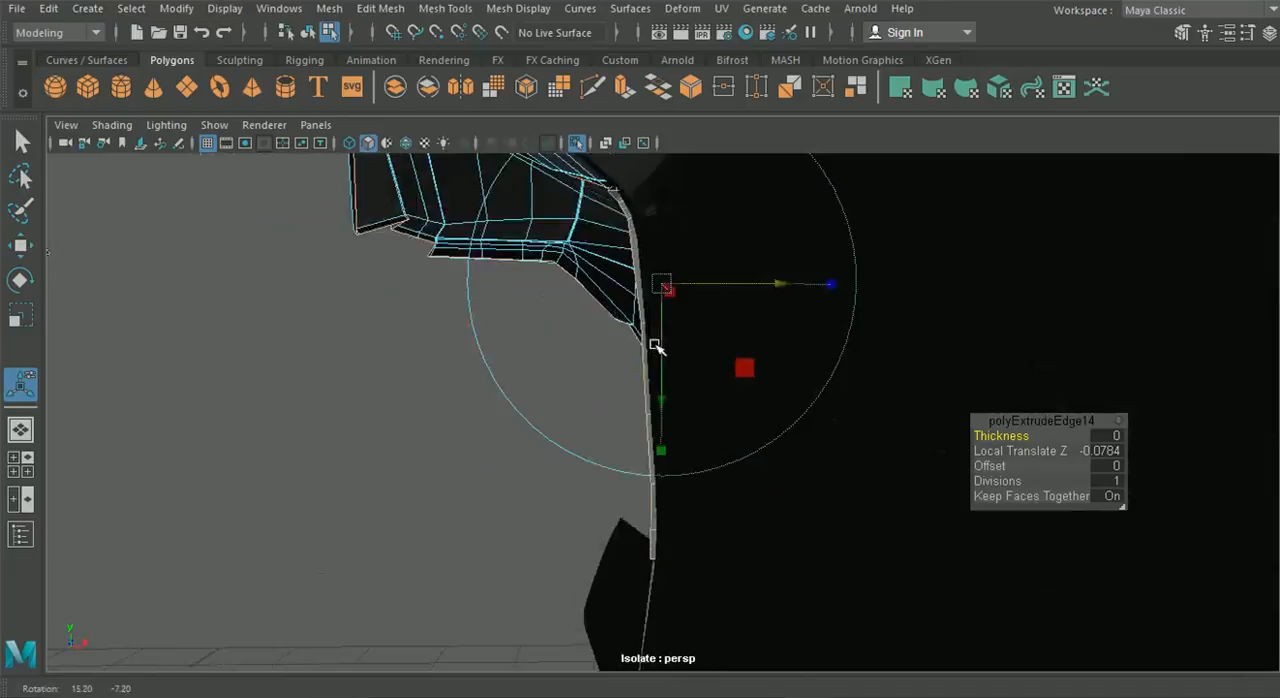 File Edit Create Select Modify Display Windows Mesh Edit Mesh Mesh Tools Mesh Display Curves Surfaces Deform UV Generate Cache Arnold Help Workspace : Maya Classic
Modeling No Live Surface Sign In
Curves / Surfaces Polygons Sculpting Rigging Animation Rendering FX FX Caching Custom Arnold Bifrost MASH Motion Graphics XGen
T SVG IPR
View Shading Lighting Show Renderer Panels
polyExtrudeEdge14
Thickness 0
Local Translate Z -0.0784
Offset 0
Divisions 1
Keep Faces Together On
y
Isolate : persp
M
Rotation: 15.20 -7.20